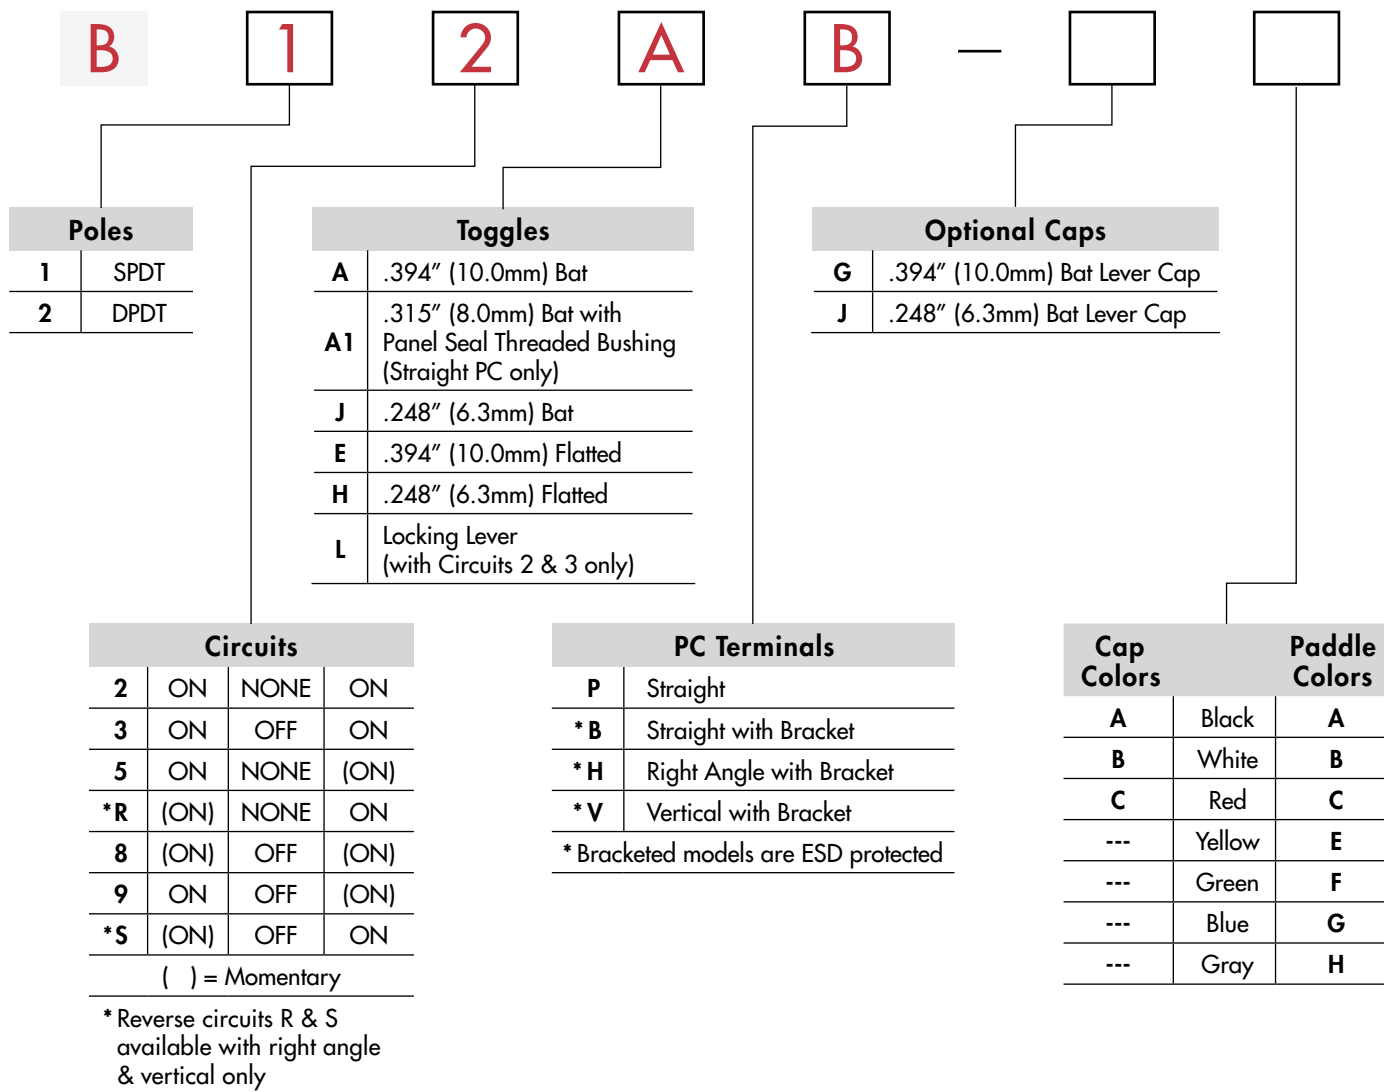 B 1 2 A B —
Poles
1 SPDT
2 DPDT
Toggles
A .394″ (10.0mm) Bat
A1 .315″ (8.0mm) Bat with
Panel Seal Threaded Bushing
(Straight PC only)
J .248″ (6.3mm) Bat
E .394″ (10.0mm) Flatted
H .248″ (6.3mm) Flatted
L Locking Lever
(with Circuits 2 & 3 only)
Optional Caps
G .394″ (10.0mm) Bat Lever Cap
J .248″ (6.3mm) Bat Lever Cap
Circuits
2 ON NONE ON
3 ON OFF ON
5 ON NONE (ON)
*R (ON) NONE ON
8 (ON) OFF (ON)
9 ON OFF (ON)
*S (ON) OFF ON
( ) = Momentary
* Reverse circuits R & S
available with right angle
& vertical only
PC Terminals
P Straight
* B Straight with Bracket
* H Right Angle with Bracket
* V Vertical with Bracket
* Bracketed models are ESD protected
Cap Paddle
Colors Colors
A Black A
B White B
C Red C
--- Yellow E
--- Green F
--- Blue G
--- Gray H